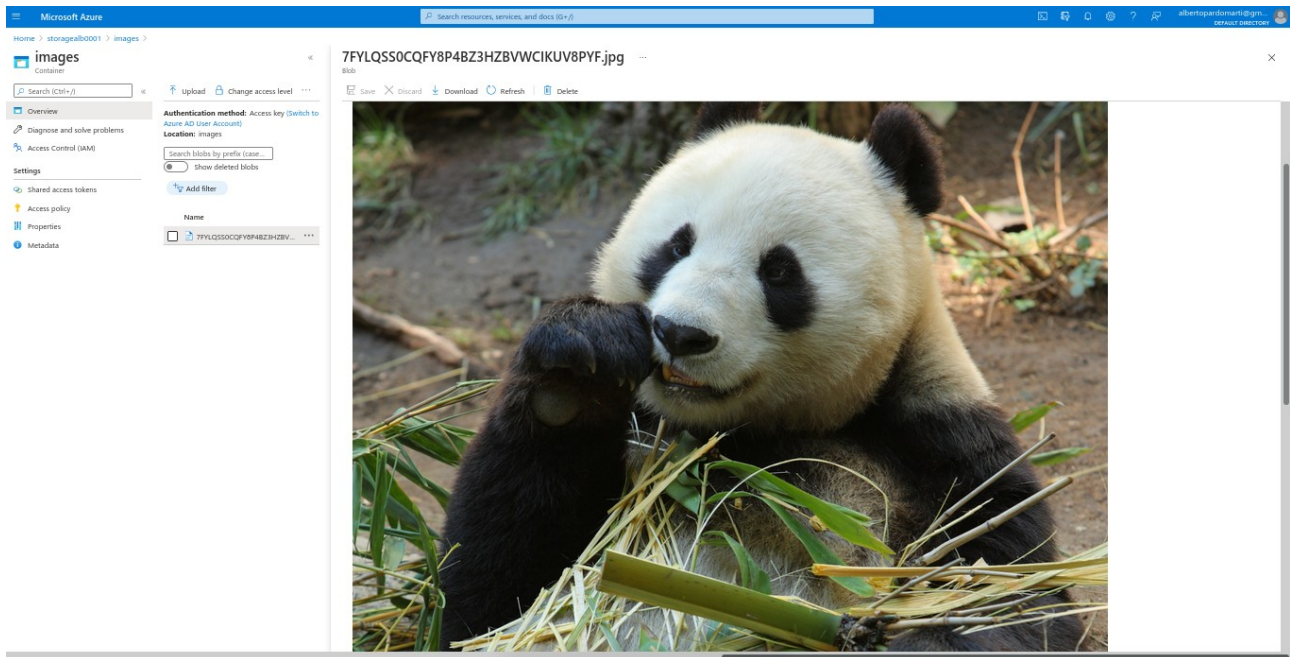 Microsoft Azure
Search resources, services, and docs (G+/)
albertopardomarti@gm...
DEFAULT DIRECTORY
Home > storagealb0001 > images >
images
Container
Search (Ctrl+/)
Overview
Diagnose and solve problems
Access Control (IAM)
Settings
Shared access tokens
Access policy
Properties
Metadata
Upload
Change access level
Authentication method: Access key (Switch to
Azure AD User Account)
Location: images
Search blobs by prefix (case...
Show deleted blobs
Add filter
Name
7FYLQSS0CQFY8P4BZ3HZBV...
7FYLQSS0CQFY8P4BZ3HZBVWCIKUV8PYF.jpg
Blob
Save
Discard
Download
Refresh
Delete